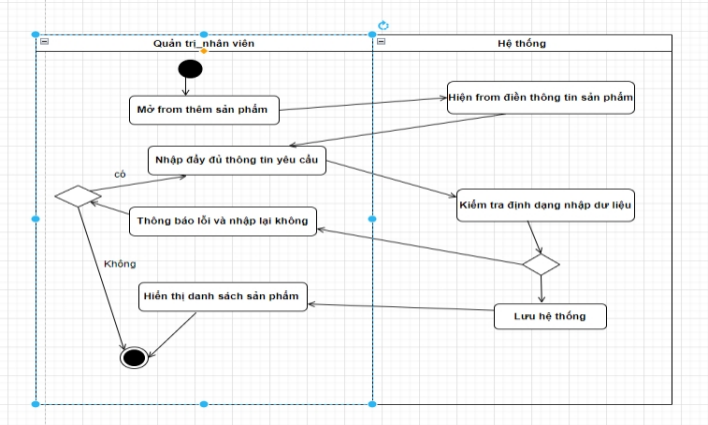 Quản trị_nhân viên
Hệ thống
Mở from thêm sản phẩm
Hiện from điền thông tin sản phẩm
Nhập đầy đủ thông tin yêu cầu
có
Kiểm tra định dạng nhập dư liệu
Thông báo lỗi và nhập lại không
Không
Hiển thị danh sách sản phẩm
Lưu hệ thống